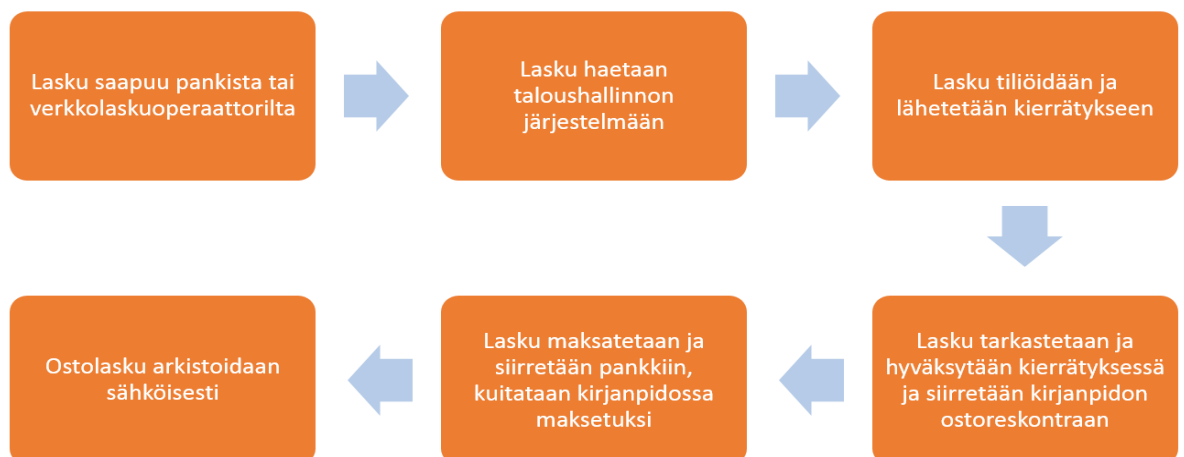 Lasku saapuu pankista tai
verkkolaskuoperaattorilta
Lasku haetaan
taloushallinnon
järjestelmään
Lasku tiliöidään ja
lähetetään kierrätykseen
Lasku tarkastetaan ja
hyväksytään kierrätyksessä
ja siirretään kirjanpidon
ostoreskontraan
Lasku maksatetaan ja
siirretään pankkiin,
kuitataan kirjanpidossa
maksetuksi
Ostolasku arkistoidaan
sähköisesti